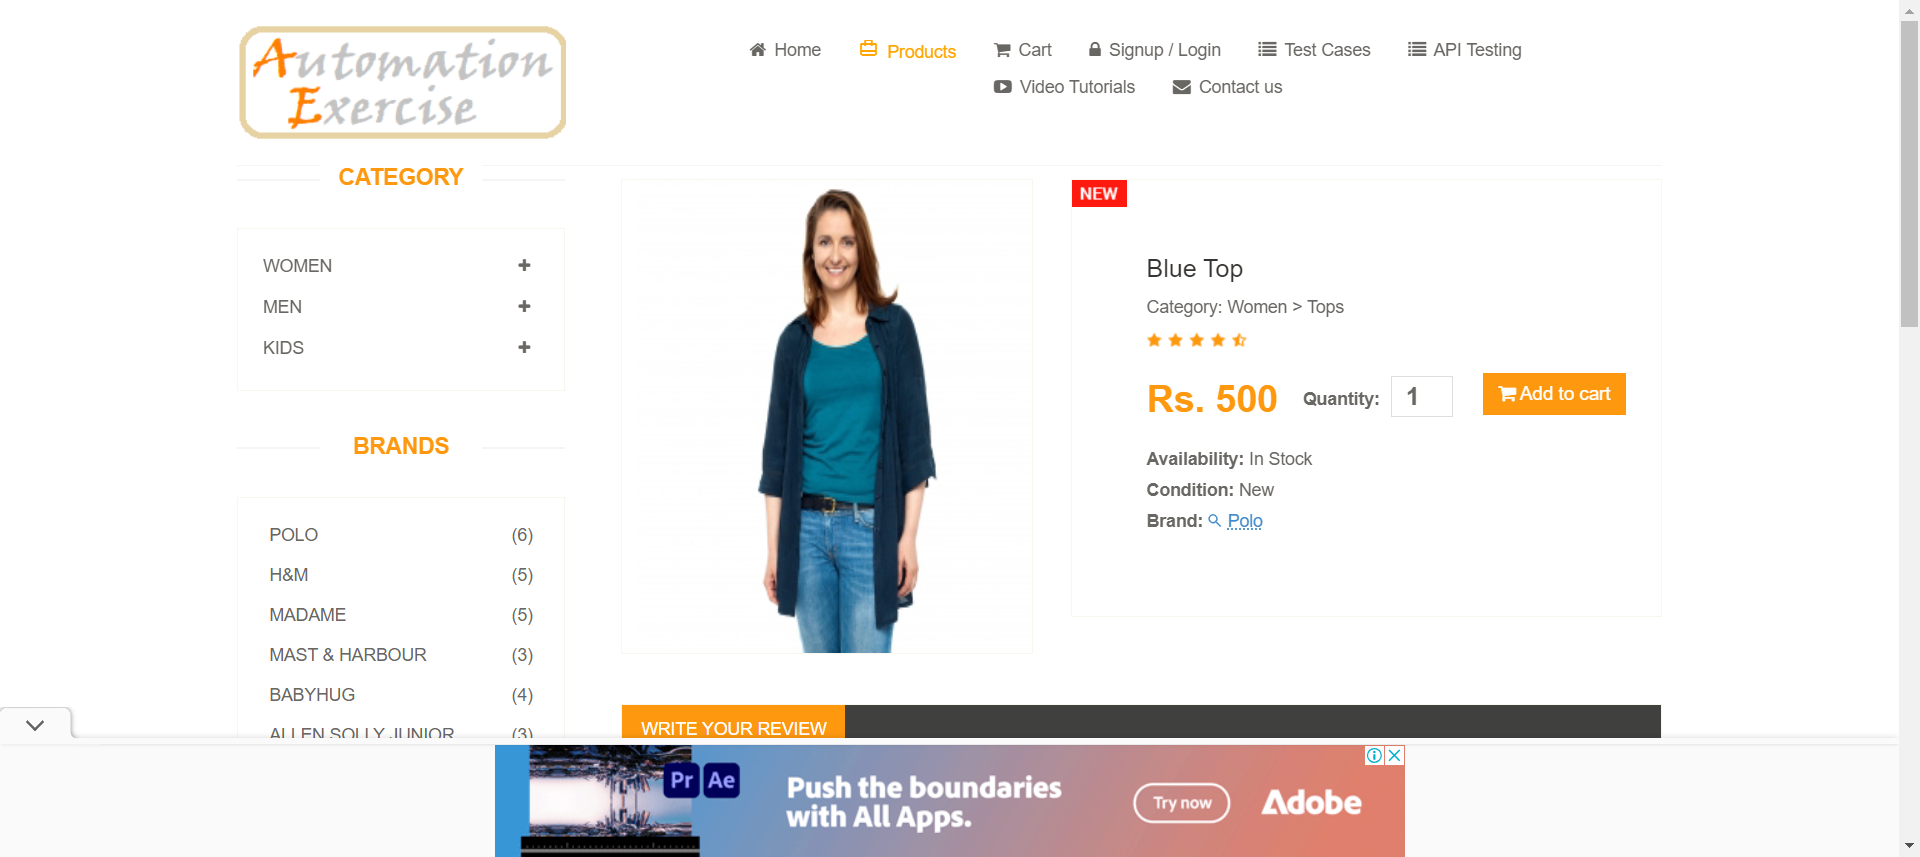 Automation
Exercise
Home
Products
Cart
Signup / Login
Test Cases
API Testing
Video Tutorials
Contact us
CATEGORY
WOMEN
MEN
KIDS
BRANDS
POLO (6)
H&M (5)
MADAME (5)
MAST & HARBOUR (3)
BABYHUG (4)
ALLEN SOLLY JUNIOR (3)
NEW
Blue Top
Category: Women > Tops
Rs. 500 Quantity: 1 Add to cart
Availability: In Stock
Condition: New
Brand: Polo
WRITE YOUR REVIEW
Pr Ae
Push the boundaries
with All Apps.
Try now
Adobe